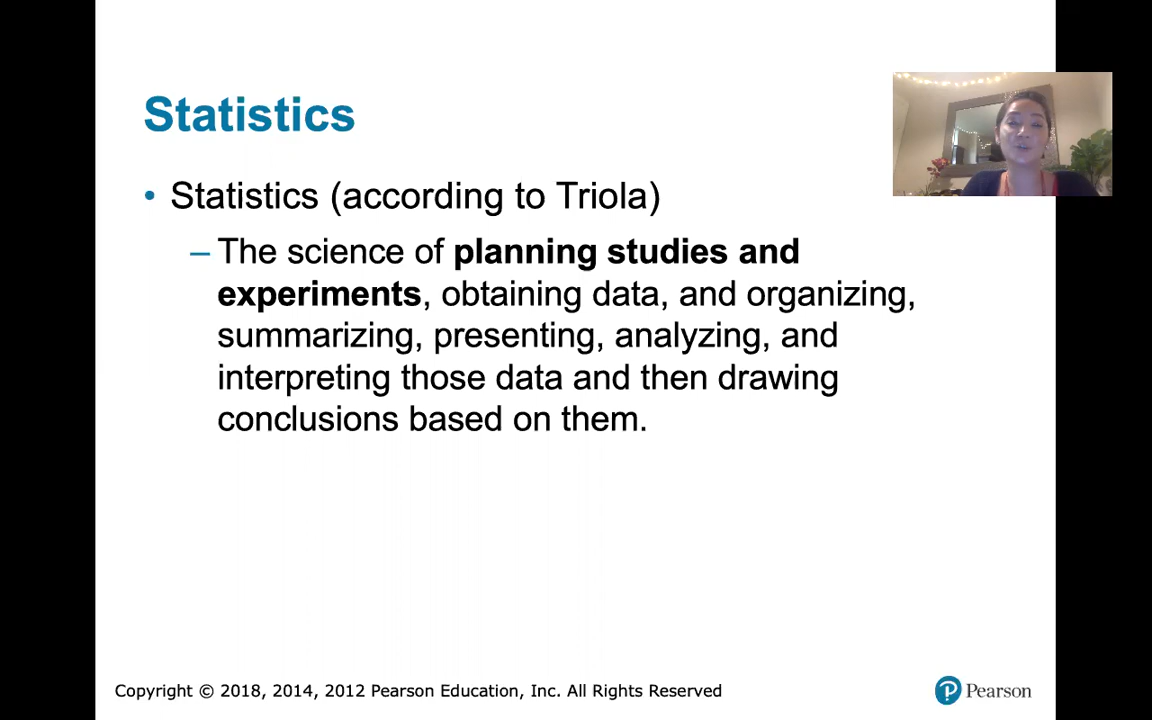 Statistics
• Statistics (according to Triola)
– The science of planning studies and
experiments, obtaining data, and organizing,
summarizing, presenting, analyzing, and
interpreting those data and then drawing
conclusions based on them.
Copyright © 2018, 2014, 2012 Pearson Education, Inc. All Rights Reserved
P Pearson